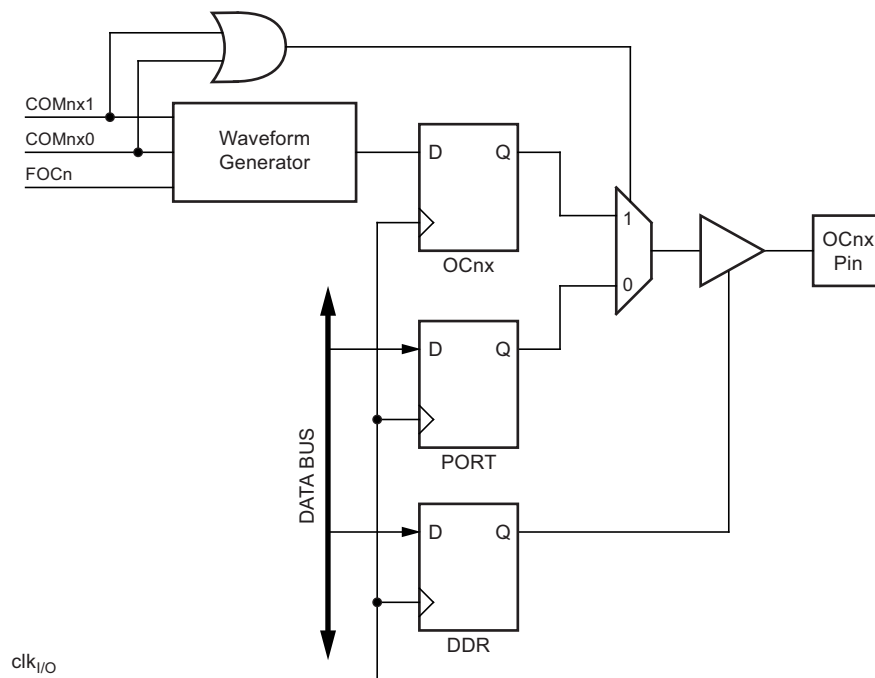 COMnx1
COMnx0
FOCn
Waveform
Generator
D
Q
OCnx
1
0
OCnx
Pin
D
Q
PORT
DATA BUS
D
Q
DDR
clkI/O